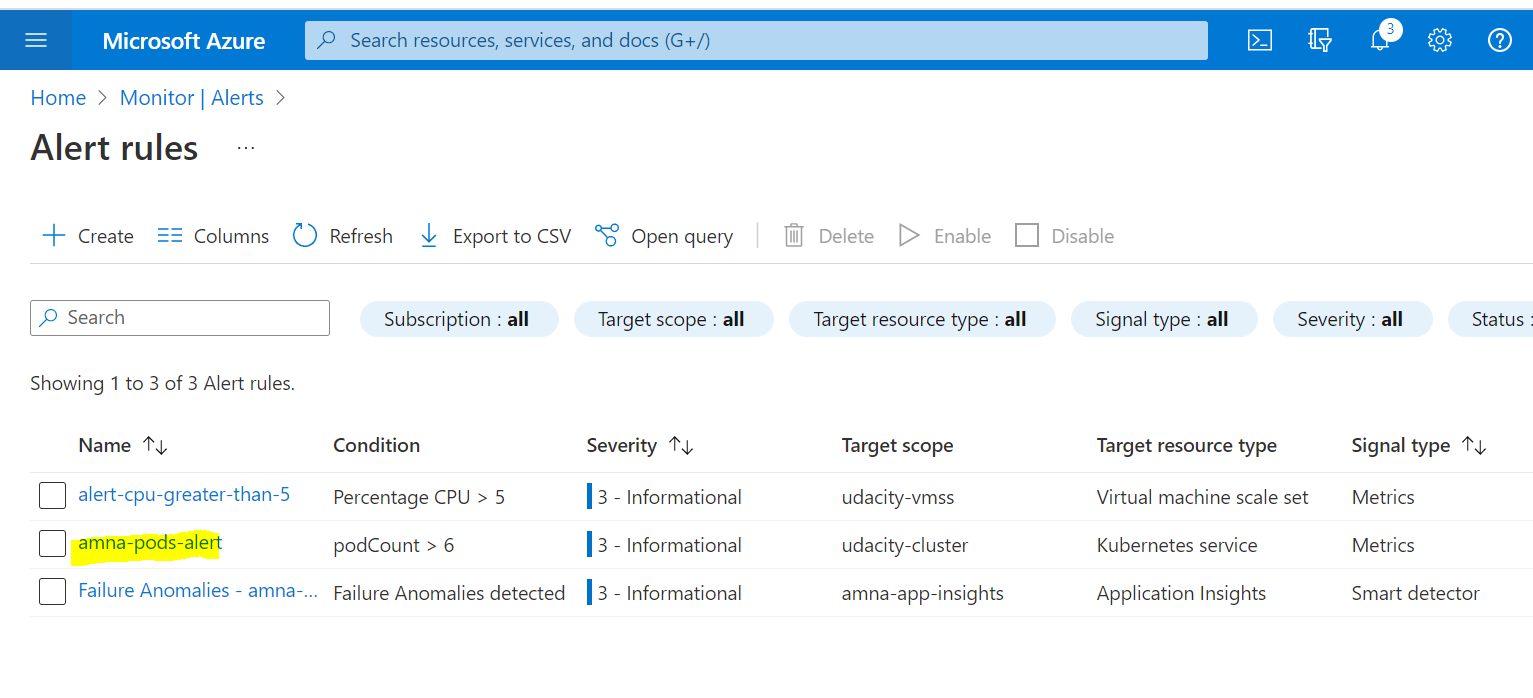 Microsoft Azure Search resources, services, and docs (G+/) 3
Home > Monitor | Alerts >
Alert rules ...
Create Columns Refresh Export to CSV Open query Delete Enable Disable
Search Subscription : all Target scope : all Target resource type : all Signal type : all Severity : all Status :
Showing 1 to 3 of 3 Alert rules.
Name ↑↓ Condition Severity ↑↓ Target scope Target resource type Signal type ↑↓
alert-cpu-greater-than-5 Percentage CPU > 5 3 - Informational udacity-vmss Virtual machine scale set Metrics
amna-pods-alert podCount > 6 3 - Informational udacity-cluster Kubernetes service Metrics
Failure Anomalies - amna-... Failure Anomalies detected 3 - Informational amna-app-insights Application Insights Smart detector